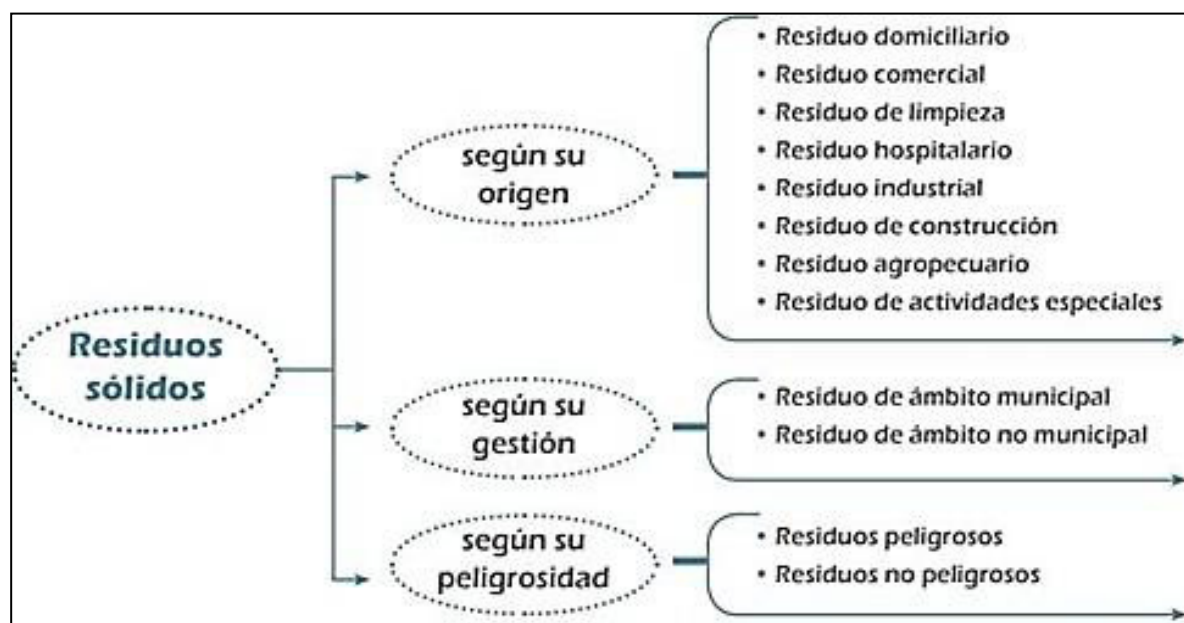 Residuos
sólidos
según su
origen
• Residuo domiciliario
• Residuo comercial
• Residuo de limpieza
• Residuo hospitalario
• Residuo industrial
• Residuo de construcción
• Residuo agropecuario
• Residuo de actividades especiales
según su
gestión
• Residuo de ámbito municipal
• Residuo de ámbito no municipal
según su
peligrosidad
• Residuos peligrosos
• Residuos no peligrosos